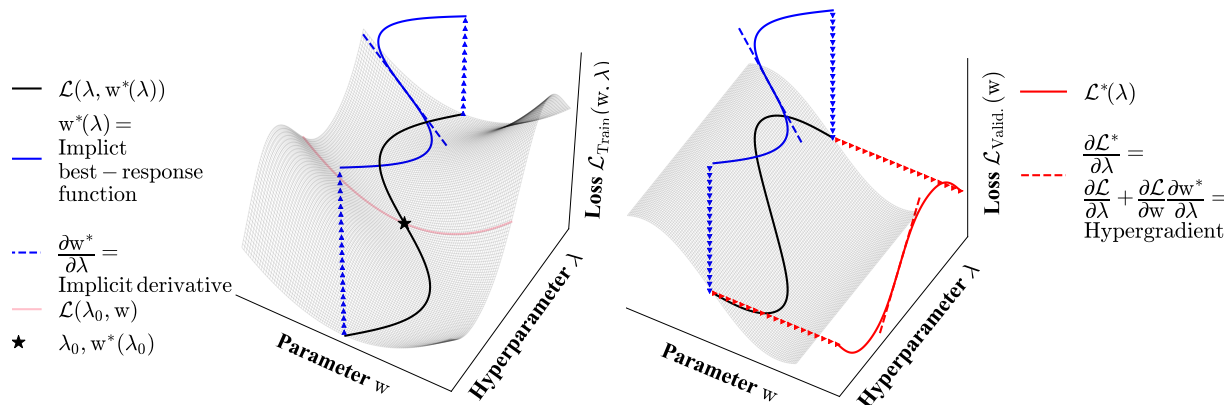 ℒ(λ, w*(λ))
w*(λ) =
Implict
best − response
function
∂w*/∂λ =
Implicit derivative
ℒ(λ₀, w)
λ₀, w*(λ₀)
Parameter w
Hyperparameter λ
Loss ℒ_Train(w, λ)
Parameter w
Hyperparameter λ
Loss ℒ_Valid.(w)
ℒ*(λ)
∂ℒ*/∂λ =
∂ℒ/∂λ + ∂ℒ/∂w ∂w*/∂λ =
Hypergradient